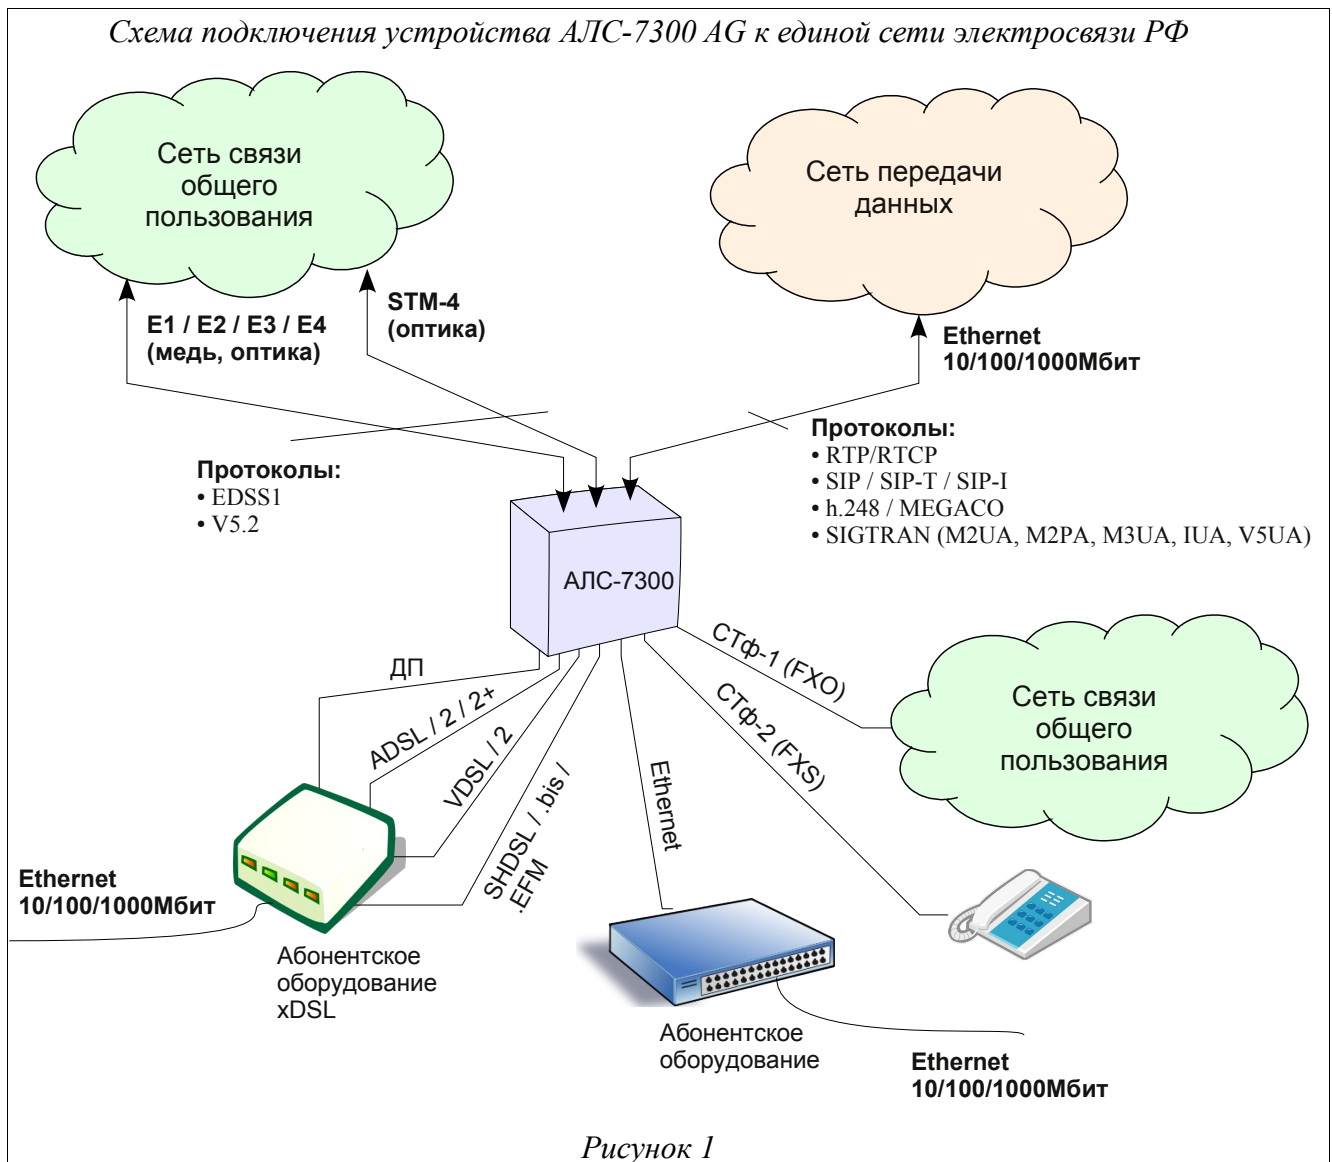 Схема подключения устройства АЛС-7300 AG к единой сети электросвязи РФ
Сеть связи
общего
пользования
Сеть передачи
данных
E1 / E2 / E3 / E4
(медь, оптика)
STM-4
(оптика)
Ethernet
10/100/1000Мбит
Протоколы:
• EDSS1
• V5.2
Протоколы:
• RTP/RTCP
• SIP / SIP-T / SIP-I
• h.248 / MEGACO
• SIGTRAN (M2UA, M2PA, M3UA, IUA, V5UA)
АЛС-7300
ДП
ADSL / 2 / 2+
VDSL / 2
SHDSL / .bis /
.EFM
Ethernet
СТф-2 (FXS)
СТф-1 (FXO)
Сеть связи
общего
пользования
Ethernet
10/100/1000Мбит
Абонентское
оборудование
xDSL
Абонентское
оборудование
Ethernet
10/100/1000Мбит
Рисунок 1